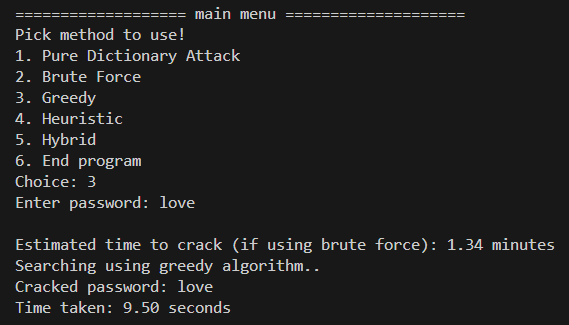 =================== main menu ====================
Pick method to use!
1. Pure Dictionary Attack
2. Brute Force
3. Greedy
4. Heuristic
5. Hybrid
6. End program
Choice: 3
Enter password: love
Estimated time to crack (if using brute force): 1.34 minutes
Searching using greedy algorithm..
Cracked password: love
Time taken: 9.50 seconds